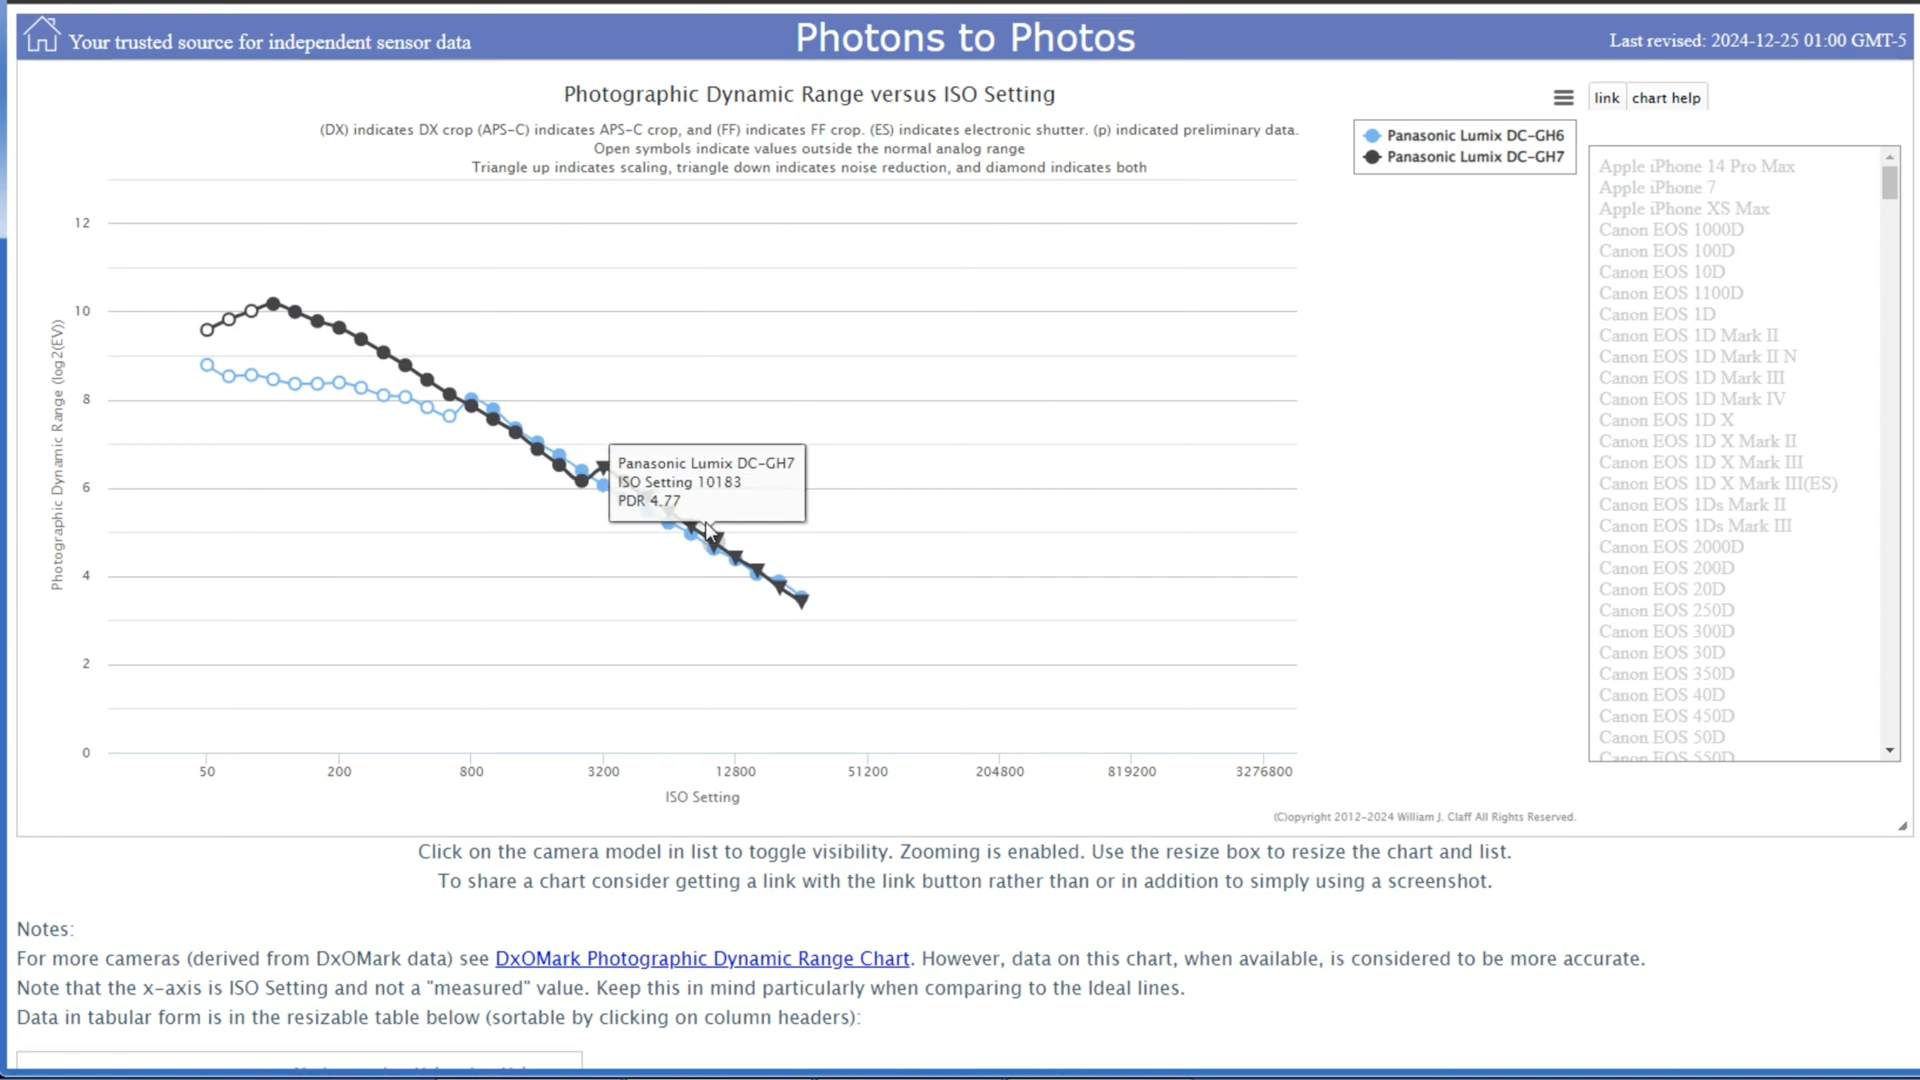 Your trusted source for independent sensor data
Photons to Photos
Last revised: 2024-12-25 01:00 GMT-5
Photographic Dynamic Range versus ISO Setting
(DX) indicates DX crop (APS-C) indicates APS-C crop, and (FF) indicates FF crop. (ES) indicates electronic shutter. (p) indicated preliminary data.
Open symbols indicate values outside the normal analog range
Triangle up indicates scaling, triangle down indicates noise reduction, and diamond indicates both
link
chart help
Panasonic Lumix DC-GH6
Panasonic Lumix DC-GH7
Photographic Dynamic Range (log2(EV))
12
10
8
6
4
2
0
Panasonic Lumix DC-GH7
ISO Setting 10183
PDR 4.77
50
200
800
3200
12800
51200
204800
819200
3276800
ISO Setting
(C)opyright 2012-2024 William J. Claff All Rights Reserved.
Apple iPhone 14 Pro Max
Apple iPhone 7
Apple iPhone XS Max
Canon EOS 1000D
Canon EOS 100D
Canon EOS 10D
Canon EOS 1100D
Canon EOS 1D
Canon EOS 1D Mark II
Canon EOS 1D Mark II N
Canon EOS 1D Mark III
Canon EOS 1D Mark IV
Canon EOS 1D X
Canon EOS 1D X Mark II
Canon EOS 1D X Mark III
Canon EOS 1D X Mark III(ES)
Canon EOS 1Ds Mark II
Canon EOS 1Ds Mark III
Canon EOS 2000D
Canon EOS 200D
Canon EOS 20D
Canon EOS 250D
Canon EOS 300D
Canon EOS 30D
Canon EOS 350D
Canon EOS 40D
Canon EOS 450D
Canon EOS 50D
Canon EOS 550D
Click on the camera model in list to toggle visibility. Zooming is enabled. Use the resize box to resize the chart and list.
To share a chart consider getting a link with the link button rather than or in addition to simply using a screenshot.
Notes:
For more cameras (derived from DxOMark data) see DxOMark Photographic Dynamic Range Chart. However, data on this chart, when available, is considered to be more accurate.
Note that the x-axis is ISO Setting and not a "measured" value. Keep this in mind particularly when comparing to the Ideal lines.
Data in tabular form is in the resizable table below (sortable by clicking on column headers):